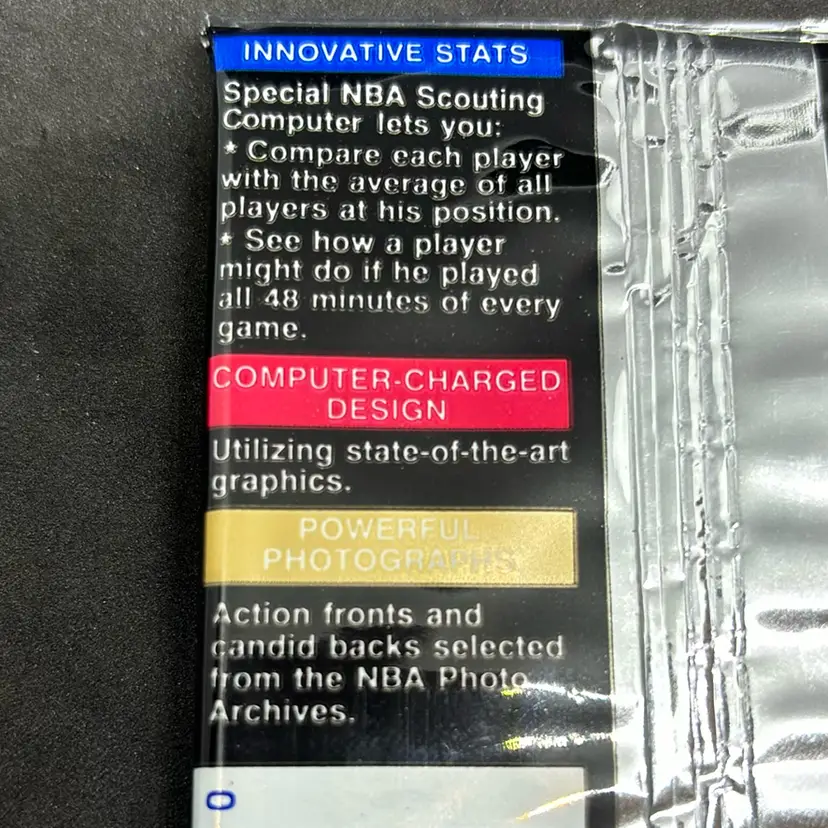 INNOVATIVE STATS
Special NBA Scouting
Computer lets you:
* Compare each player
with the average of all
players at his position.
* See how a player
might do if he played
all 48 minutes of every
game.
COMPUTER-CHARGED
DESIGN
Utilizing state-of-the-art
graphics.
POWERFUL
PHOTOGRAPHS
Action fronts and
candid backs selected
from the NBA Photo
Archives.
0